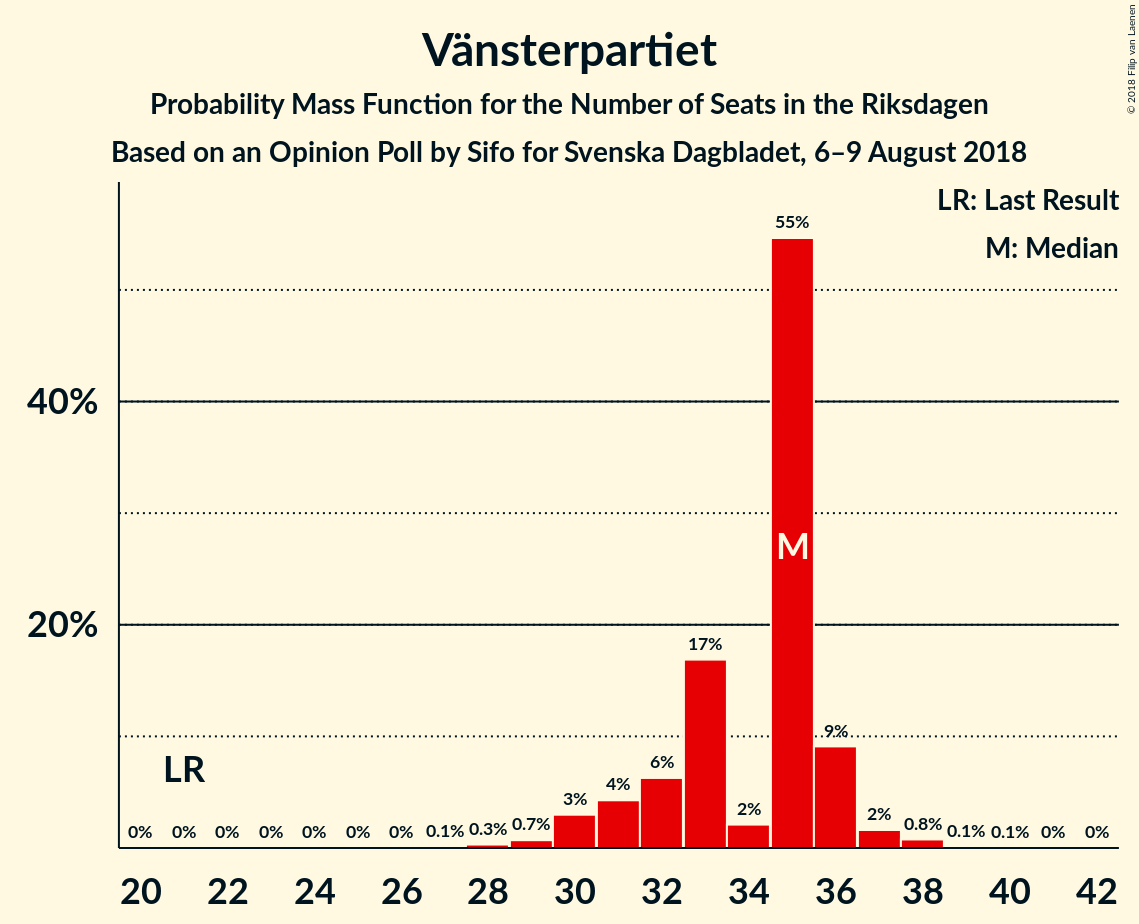 Vänsterpartiet
Probability Mass Function for the Number of Seats in the Riksdagen
Based on an Opinion Poll by Sifo for Svenska Dagbladet, 6–9 August 2018
© 2018 Filip van Laenen
LR: Last Result
M: Median
55%
40%
M
20%
17%
9%
LR
6%
4%
3%
2%
2%
0% 0% 0% 0% 0% 0% 0% 0.1% 0.3% 0.7% 0.8% 0.1% 0.1% 0% 0%
20 22 24 26 28 30 32 34 36 38 40 42